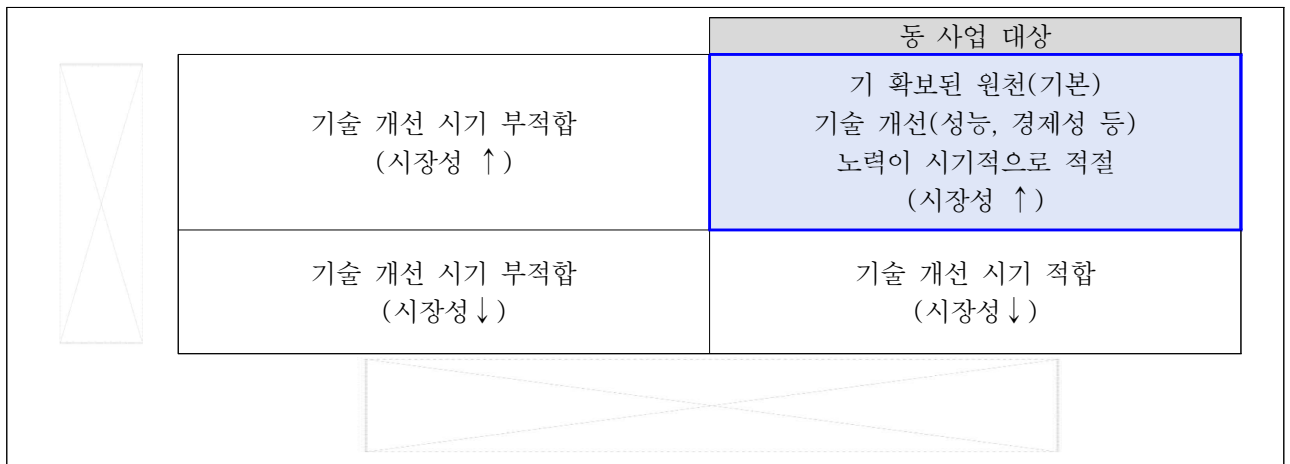 동 사업 대상
기술 개선 시기 부적합
(시장성 ↑)
기 확보된 원천(기본)
기술 개선(성능, 경제성 등)
노력이 시기적으로 적절
(시장성 ↑)
기술 개선 시기 부적합
(시장성↓)
기술 개선 시기 적합
(시장성↓)